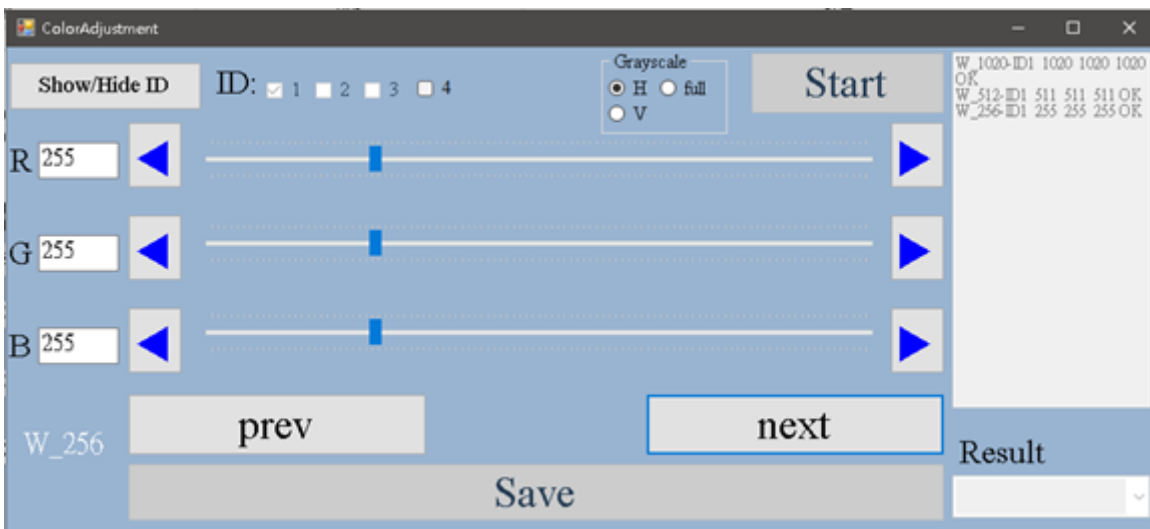 ColorAdjustment
Show/Hide ID
ID: 1 2 3 4
Grayscale
H full
V
Start
W_1020-ID1 1020 1020 1020
OK
W_512-ID1 511 511 511 OK
W_256-ID1 255 255 255 OK
R 255
G 255
B 255
W_256
prev
next
Save
Result